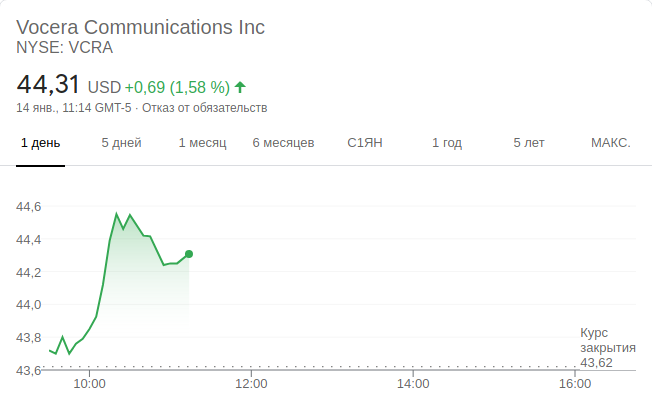 Vocera Communications Inc
NYSE: VCRA
44,31 USD +0,69 (1,58 %)
14 янв., 11:14 GMT-5 · Отказ от обязательств
1 день 5 дней 1 месяц 6 месяцев С1ЯН 1 год 5 лет МАКС.
44,6
44,4
44,2
44,0
43,8
43,6
Курс
закрытия
43,62
10:00 12:00 14:00 16:00